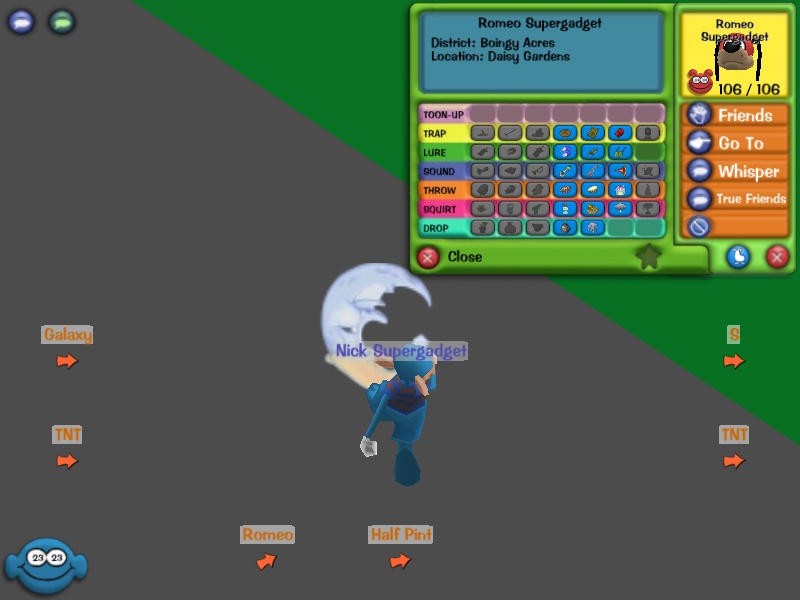 Romeo Supergadget
District: Boingy Acres
Location: Daisy Gardens
Romeo
Supergadget
106 / 106
TOON-UP
TRAP
LURE
SOUND
THROW
SQUIRT
DROP
Friends
Go To
Whisper
True Friends
Close
Galaxy
S
Nick Supergadget
TNT
TNT
Romeo
Half Pint
23 23